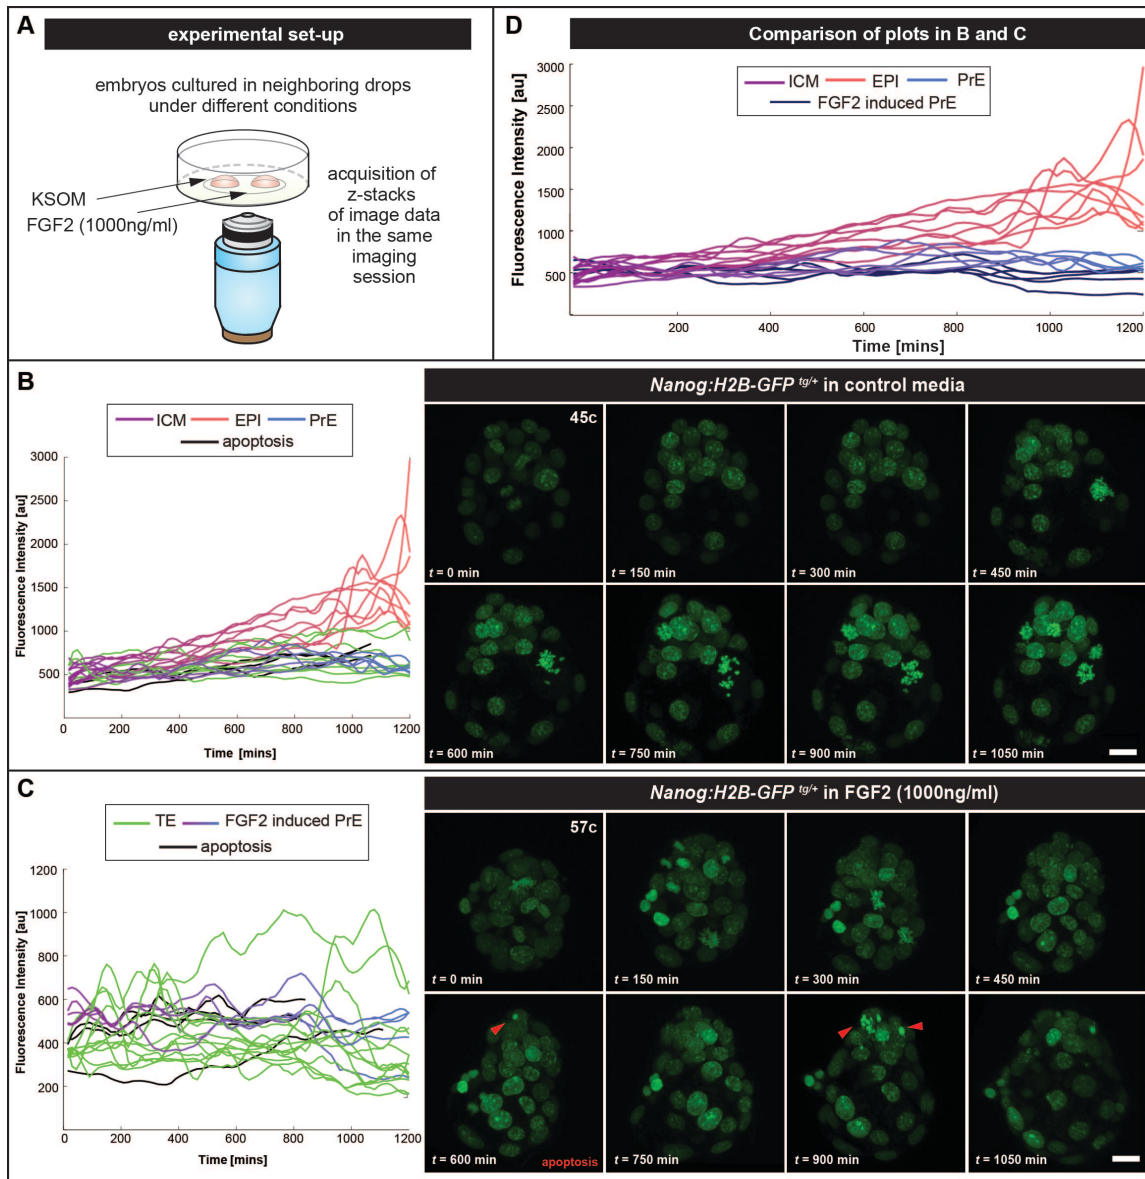 A
experimental set-up
embryos cultured in neighboring drops
under different conditions
KSOM
FGF2 (1000ng/ml)
acquisition of
z-stacks
of image data
in the same
imaging
session
D
Comparison of plots in B and C
ICM EPI PrE
FGF2 induced PrE
Fluorescence Intensity [au]
3000
2500
2000
1500
1000
500
200 400 600 800 1000 1200
Time [mins]
B
ICM EPI PrE
apoptosis
Fluorescence Intensity [au]
3000
2500
2000
1500
1000
500
0 200 400 600 800 1000 1200
Time [mins]
Nanog:H2B-GFP tg/+ in control media
45c
t = 0 min
t = 150 min
t = 300 min
t = 450 min
t = 600 min
t = 750 min
t = 900 min
t = 1050 min
C
TE FGF2 induced PrE
apoptosis
Fluorescence Intensity [au]
1200
1000
800
600
400
200
0 200 400 600 800 1000 1200
Time [mins]
Nanog:H2B-GFP tg/+ in FGF2 (1000ng/ml)
57c
t = 0 min
t = 150 min
t = 300 min
t = 450 min
t = 600 min
apoptosis
t = 750 min
t = 900 min
t = 1050 min